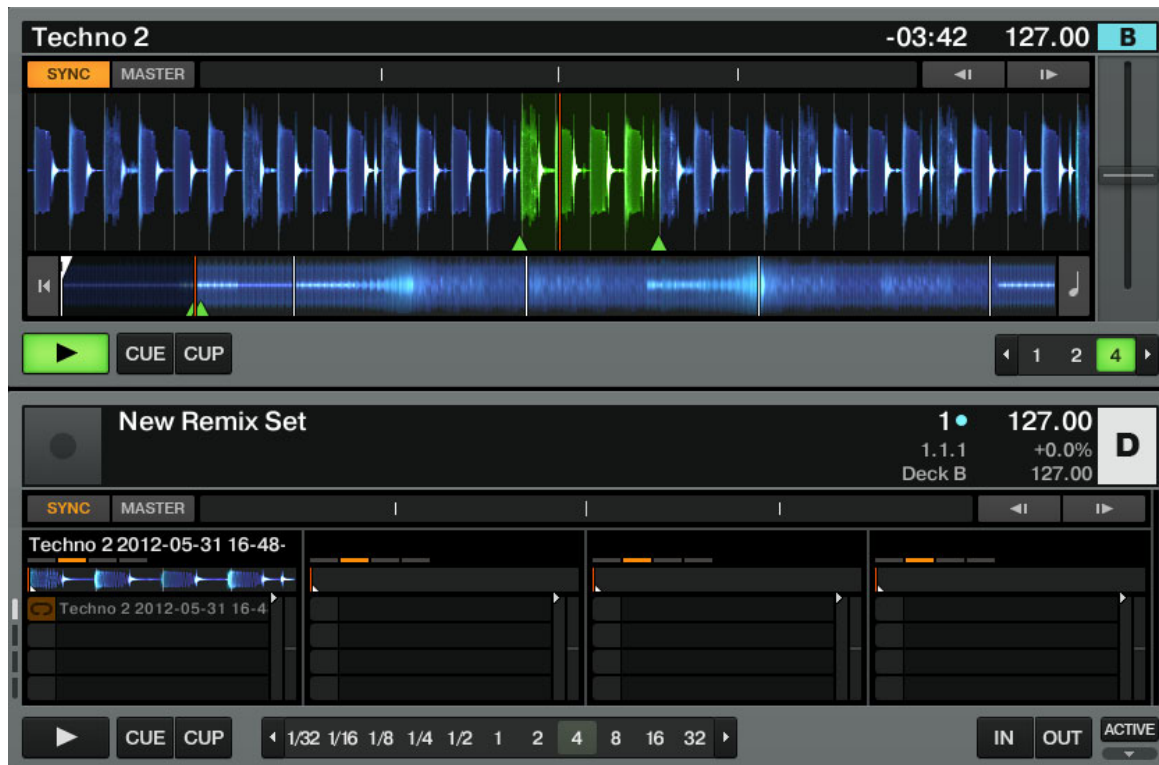 Techno 2 -03:42 127.00 B
SYNC MASTER
CUE CUP 1 2 4
New Remix Set 1 127.00 D
1.1.1 +0.0%
Deck B 127.00
SYNC MASTER
Techno 2 2012-05-31 16-48-
Techno 2 2012-05-31 16-4
CUE CUP 1/32 1/16 1/8 1/4 1/2 1 2 4 8 16 32 IN OUT ACTIVE